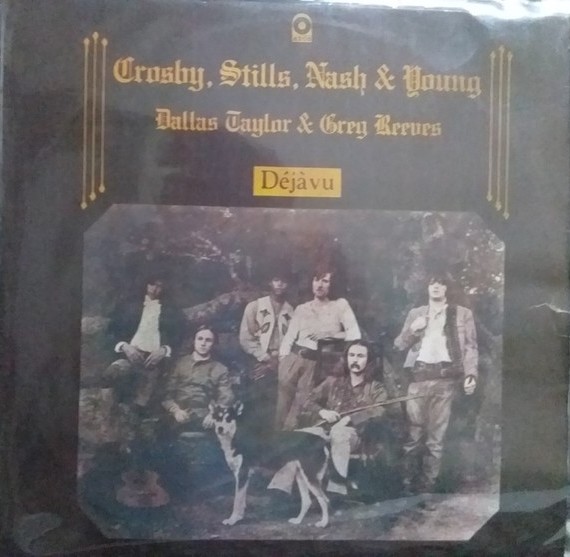 Crosby, Stills, Nash & Young
Dallas Taylor & Greg Reeves
Déjàvu